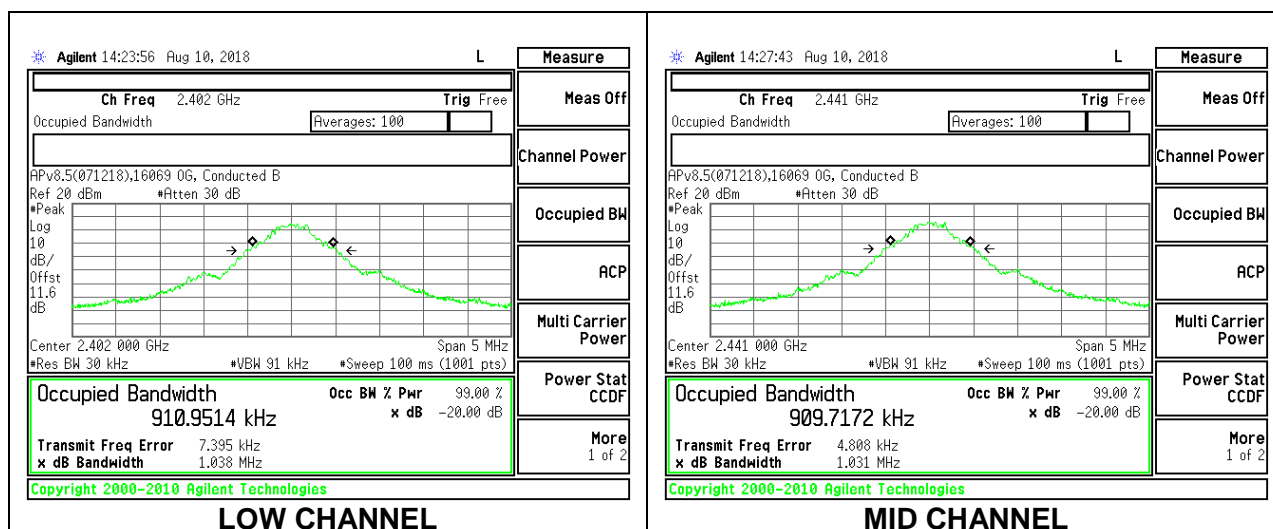 Agilent 14:23:56 Aug 10, 2018 L
Measure
Ch Freq 2.402 GHz Trig Free
Meas Off
Occupied Bandwidth Averages: 100
Channel Power
APv8.5(071218),16069 OG, Conducted B
Ref 20 dBm #Atten 30 dB
#Peak
Log
10
dB/
Offst
11.6
dB
Occupied BW
ACP
Multi Carrier
Power
Center 2.402 000 GHz Span 5 MHz
#Res BW 30 kHz #VBW 91 kHz #Sweep 100 ms (1001 pts)
Power Stat
CCDF
Occupied Bandwidth Occ BW % Pwr 99.00 %
910.9514 kHz x dB -20.00 dB
Transmit Freq Error 7.395 kHz
x dB Bandwidth 1.038 MHz
More
1 of 2
Copyright 2000-2010 Agilent Technologies
LOW CHANNEL
Agilent 14:27:43 Aug 10, 2018 L
Measure
Ch Freq 2.441 GHz Trig Free
Meas Off
Occupied Bandwidth Averages: 100
Channel Power
APv8.5(071218),16069 OG, Conducted B
Ref 20 dBm #Atten 30 dB
#Peak
Log
10
dB/
Offst
11.6
dB
Occupied BW
ACP
Multi Carrier
Power
Center 2.441 000 GHz Span 5 MHz
#Res BW 30 kHz #VBW 91 kHz #Sweep 100 ms (1001 pts)
Power Stat
CCDF
Occupied Bandwidth Occ BW % Pwr 99.00 %
909.7172 kHz x dB -20.00 dB
Transmit Freq Error 4.808 kHz
x dB Bandwidth 1.031 MHz
More
1 of 2
Copyright 2000-2010 Agilent Technologies
MID CHANNEL